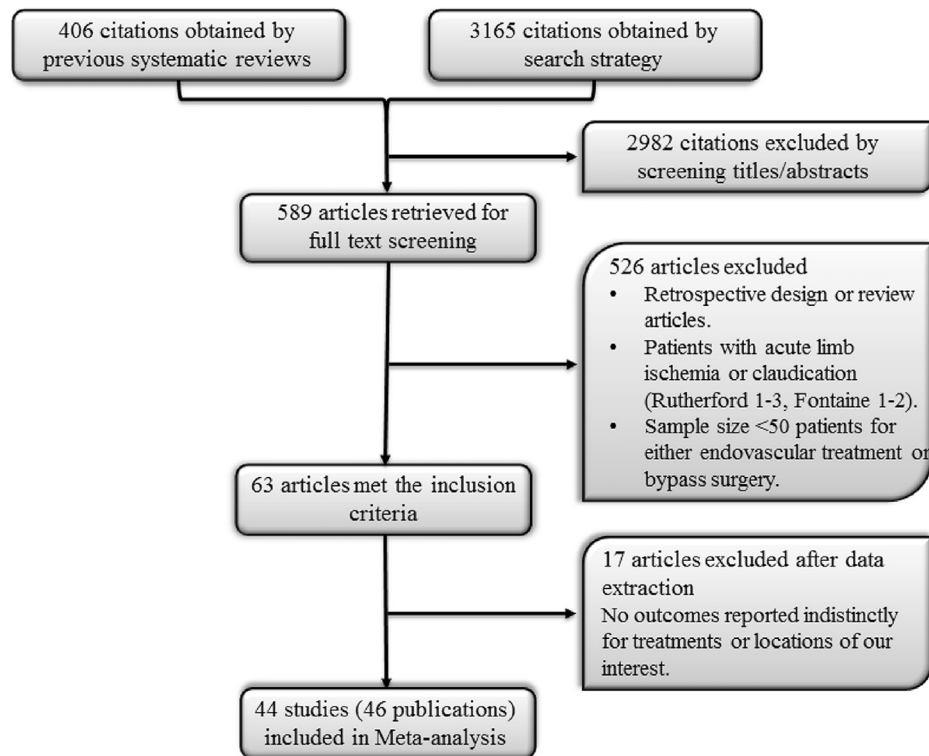 406 citations obtained by
previous systematic reviews
3165 citations obtained by
search strategy
2982 citations excluded by
screening titles/abstracts
589 articles retrieved for
full text screening
526 articles excluded
• Retrospective design or review
articles.
• Patients with acute limb
ischemia or claudication
(Rutherford 1-3, Fontaine 1-2).
• Sample size <50 patients for
either endovascular treatment or
bypass surgery.
63 articles met the inclusion
criteria
17 articles excluded after data
extraction
No outcomes reported indistinctly
for treatments or locations of our
interest.
44 studies (46 publications)
included in Meta-analysis